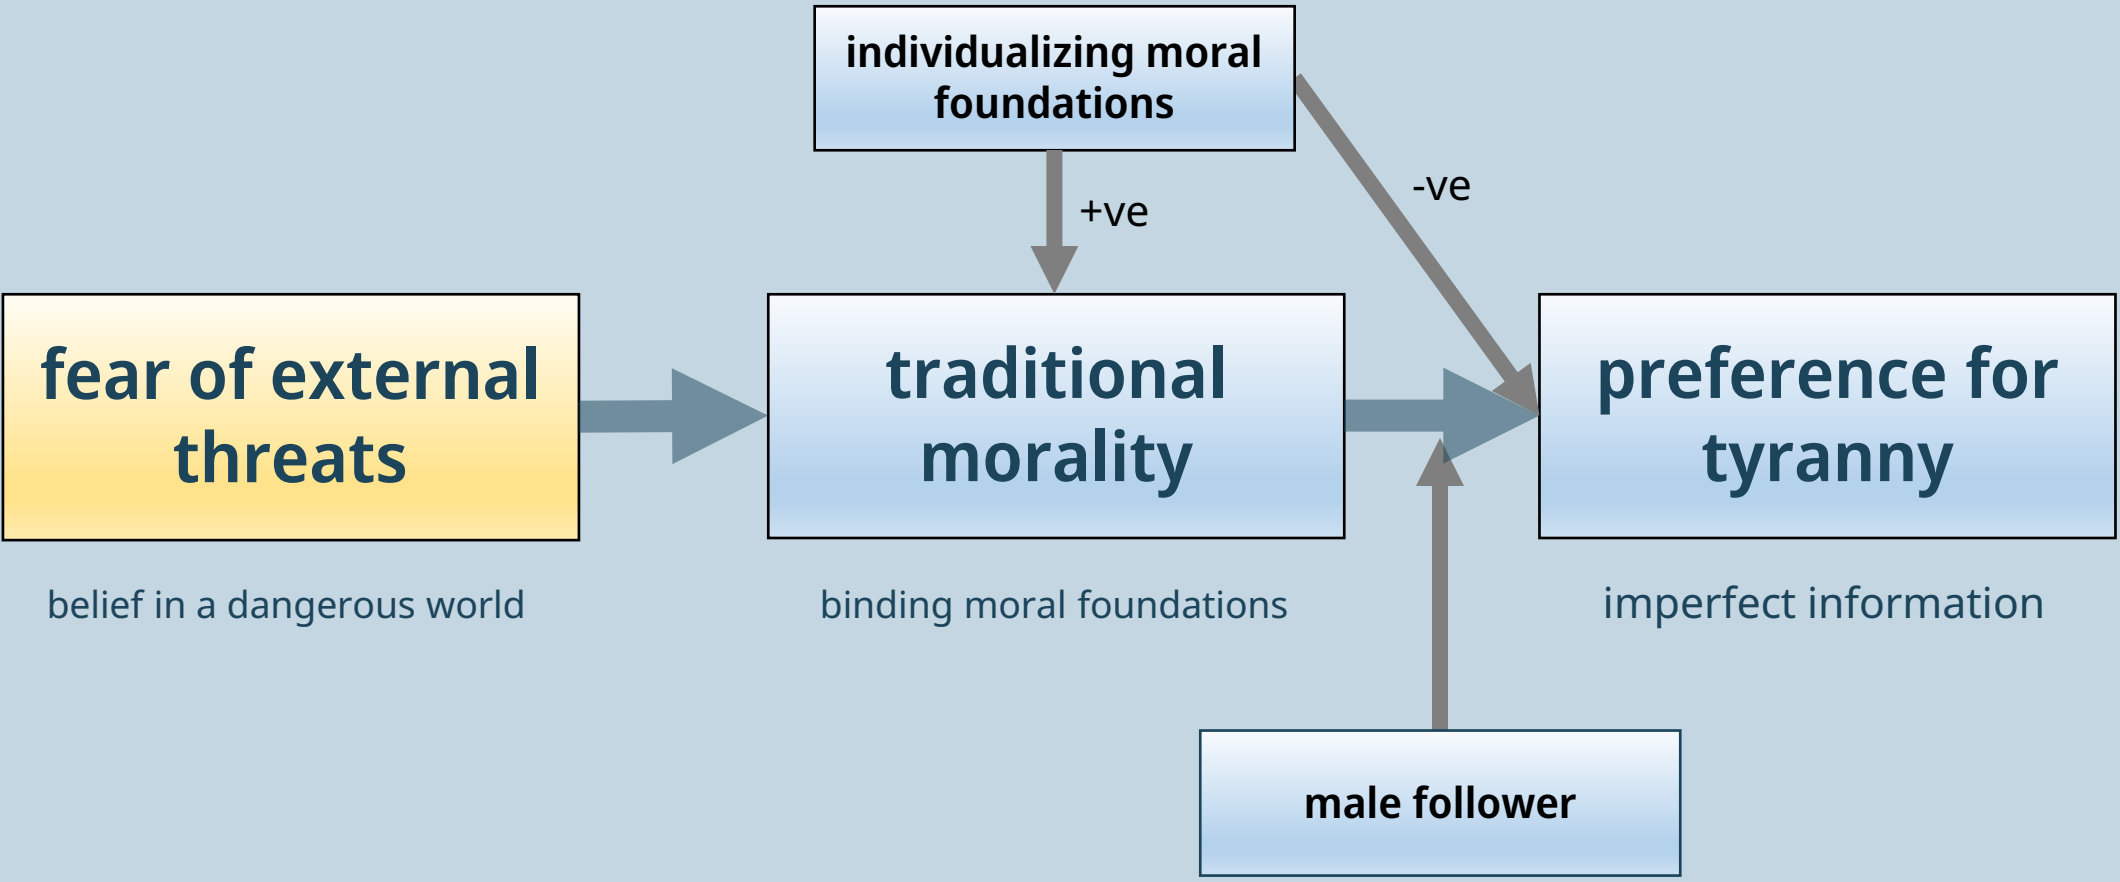 individualizing moral
foundations
+ve
-ve
fear of external
threats
traditional
morality
preference for
tyranny
belief in a dangerous world
binding moral foundations
imperfect information
male follower